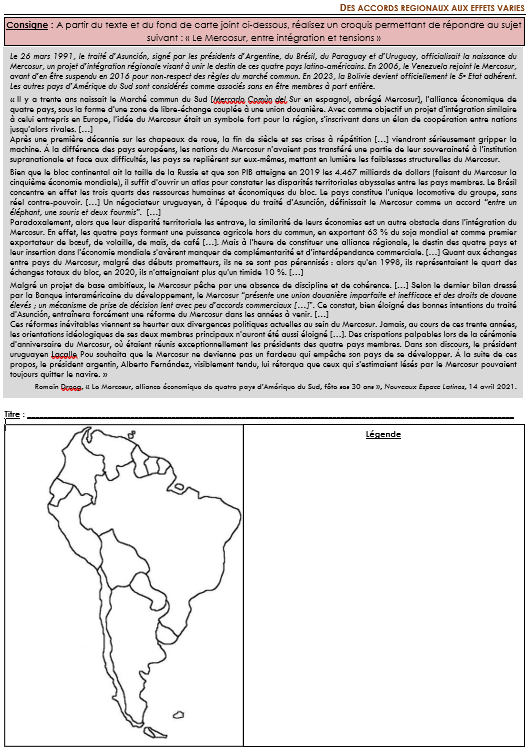 DES ACCORDS REGIONAUX AUX EFFETS VARIES
Consigne : A partir du texte et du fond de carte joint ci-dessous, réalisez un croquis permettant de répondre au sujet
suivant : « Le Mercosur, entre intégration et tensions »
Le 26 mars 1991, le traité d'Asunción, signé par les présidents d'Argentine, du Brésil, du Paraguay et d'Uruguay, officialisait la naissance du
Mercosur, un projet d'intégration régionale visant à unir le destin de ces quatre pays latino-américains. En 2006, le Venezuela rejoint le Mercosur,
avant d'en être suspendu en 2016 pour non-respect des règles du marché commun. En 2023, la Bolivie devient officiellement le 5e Etat adhérent.
Les autres pays d'Amérique du Sud sont considérés comme associés sans en être membres à part entière.
« Il y a trente ans naissait le Marché commun du Sud [Mercado Común del Sur en espagnol, abrégé Mercosur], l'alliance économique de
quatre pays, sous la forme d'une zone de libre-échange couplée à une union douanière. Avec comme objectif un projet d'intégration similaire
à celui entrepris en Europe, l'idée du Mercosur était un symbole fort pour la région, s'inscrivant dans un élan de coopération entre nations
jusqu'alors rivales. [...]
Après une première décennie sur les chapeaux de roue, la fin de siècle et ses crises à répétition [...] viendront sérieusement gripper la
machine. À la différence des pays européens, les nations du Mercosur n'avaient pas transféré une partie de leur souveraineté à l'institution
supranationale et face aux difficultés, les pays se replièrent sur eux-mêmes, mettant en lumière les faiblesses structurelles du Mercosur.
Bien que le bloc continental ait la taille de la Russie et que son PIB atteigne en 2019 les 4.467 milliards de dollars (faisant du Mercosur la
cinquième économie mondiale), il suffit d'ouvrir un atlas pour constater les disparités territoriales abyssales entre les pays membres. Le Brésil
concentre en effet les trois quarts des ressources humaines et économiques du bloc. Le pays constitue l'unique locomotive du groupe, sans
réel contre-pouvoir. [...] Un négociateur uruguayen, à l'époque du traité d'Asunción, définissait le Mercosur comme un accord "entre un
éléphant, une souris et deux fourmis". [...]
Paradoxalement, alors que leur disparité territoriale les entrave, la similarité de leurs économies est un autre obstacle dans l'intégration du
Mercosur. En effet, les quatre pays forment une puissance agricole hors du commun, en exportant 63 % du soja mondial et comme premier
exportateur de bœuf, de volaille, de maïs, de café [...]. Mais à l'heure de constituer une alliance régionale, le destin des quatre pays et
leur insertion dans l'économie mondiale s'avèrent manquer de complémentarité et d'interdépendance commerciale. [...] Quant aux échanges
entre pays du Mercosur, malgré des débuts prometteurs, ils ne se sont pas pérennisés : alors qu'en 1998, ils représentaient le quart des
échanges totaux du bloc, en 2020, ils n'atteignaient plus qu'un timide 10 %. [...]
Malgré un projet de base ambitieux, le Mercosur pêche par une absence de discipline et de cohérence. [...] Selon le dernier bilan dressé
par la Banque interaméricaine du développement, le Mercosur "présente une union douanière imparfaite et inefficace et des droits de douane
élevés ; un mécanisme de prise de décision lent avec peu d'accords commerciaux [...]". Ce constat, bien éloigné des bonnes intentions du traité
d'Asunción, entraînera forcément une réforme du Mercosur dans les années à venir. [...]
Ces réformes inévitables viennent se heurter aux divergences politiques actuelles au sein du Mercosur. Jamais, au cours de ces trente années,
les orientations idéologiques de ses deux membres principaux n'auront été aussi éloigné [...]. Des crispations palpables lors de la cérémonie
d'anniversaire du Mercosur, où étaient réunis exceptionnellement les présidents des quatre pays membres. Dans son discours, le président
uruguayen Lacalle Pou souhaita que le Mercosur ne devienne pas un fardeau qui empêche son pays de se développer. À la suite de ces
propos, le président argentin, Alberto Fernández, visiblement tendu, lui rétorqua que ceux qui s'estimaient lésés par le Mercosur pouvaient
toujours quitter le navire. »
Romain Droog, « Le Mercosur, alliance économique de quatre pays d'Amérique du Sud, fête ses 30 ans », Nouveaux Espaces Latinos, 14 avril 2021.
Titre :
Légende